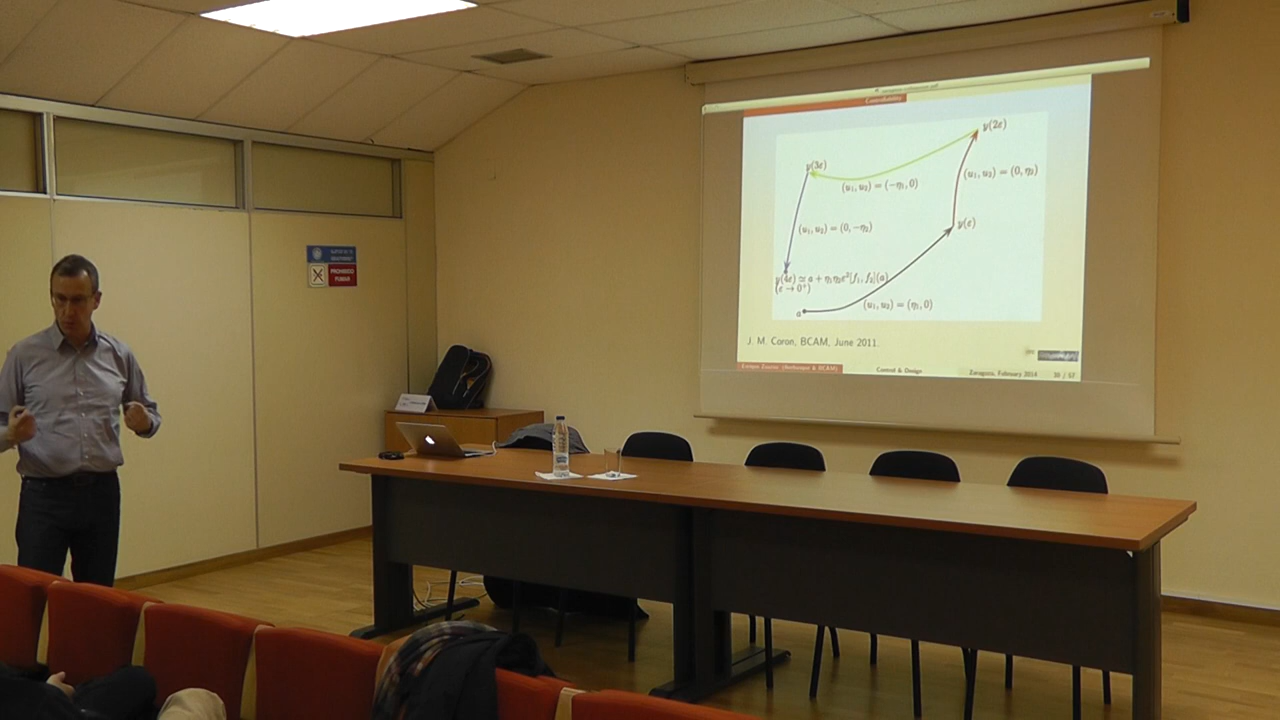 Controllability
y(2ε)
y(3ε)
(u₁, u₂) = (−η₁, 0)
(u₁, u₂) = (0, η₂)
(u₁, u₂) = (0, −η₂)
y(ε)
y(4ε) ≃ a + η₁η₂ε²[f₁, f₂](a)
(ε → 0⁺)
(u₁, u₂) = (η₁, 0)
a
J. M. Coron, BCAM, June 2011.
Enrique Zuazua (Ikerbasque & BCAM)
Control & Design
Zaragoza, February 2014
/ 57
PROHIBIDO
FUMAR